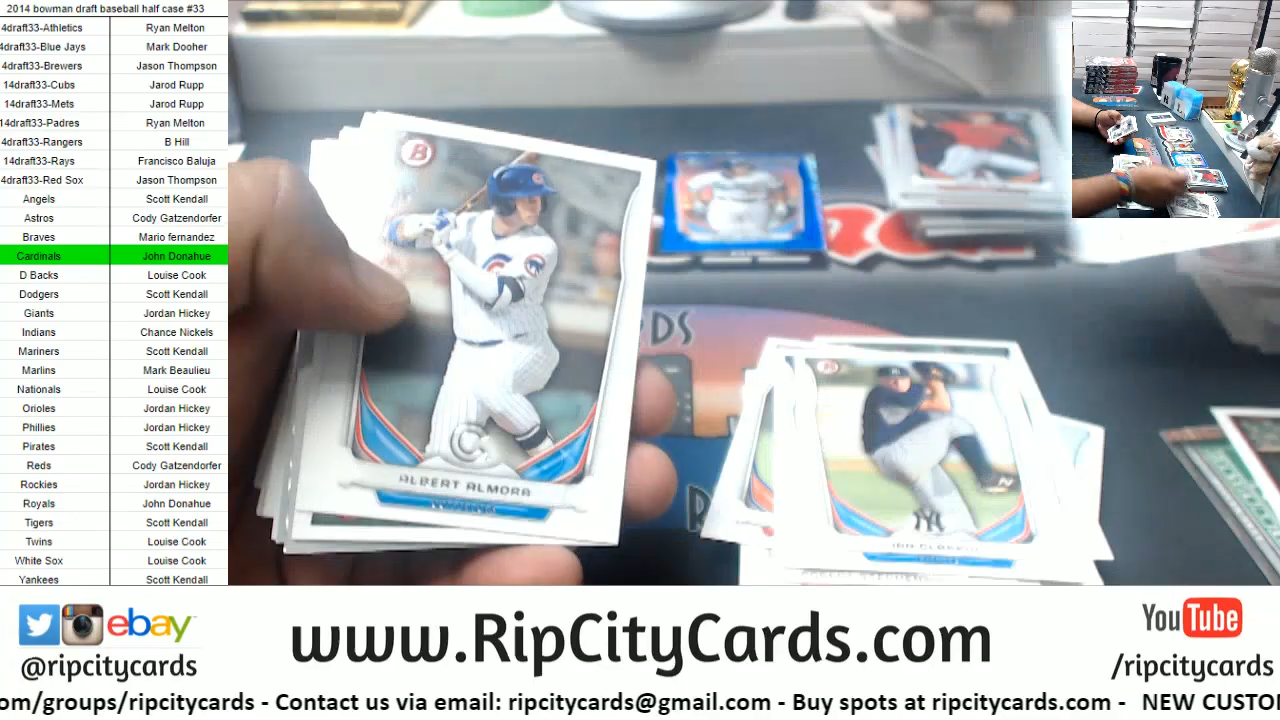 2014 bowman draft baseball half case #33
4draft33-Athletics Ryan Melton
4draft33-Blue Jays Mark Dooher
4draft33-Brewers Jason Thompson
14draft33-Cubs Jarod Rupp
14draft33-Mets Jarod Rupp
14draft33-Padres Ryan Melton
4draft33-Rangers B Hill
14draft33-Rays Francisco Baluja
4draft33-Red Sox Jason Thompson
Angels Scott Kendall
Astros Cody Gatzendorfer
Braves Mario fernandez
Cardinals John Donahue
D Backs Louise Cook
Dodgers Scott Kendall
Giants Jordan Hickey
Indians Chance Nickels
Mariners Scott Kendall
Marlins Mark Beaulieu
Nationals Louise Cook
Orioles Jordan Hickey
Phillies Jordan Hickey
Pirates Scott Kendall
Reds Cody Gatzendorfer
Rockies Jordan Hickey
Royals John Donahue
Tigers Scott Kendall
Twins Louise Cook
White Sox Louise Cook
Yankees Scott Kendall
B
C
ALBERT ALMORA
RDS
NY
ebay
@ripcitycards
www.RipCityCards.com
YouTube
/ripcitycards
om/groups/ripcitycards - Contact us via email: ripcitycards@gmail.com - Buy spots at ripcitycards.com - NEW CUSTO